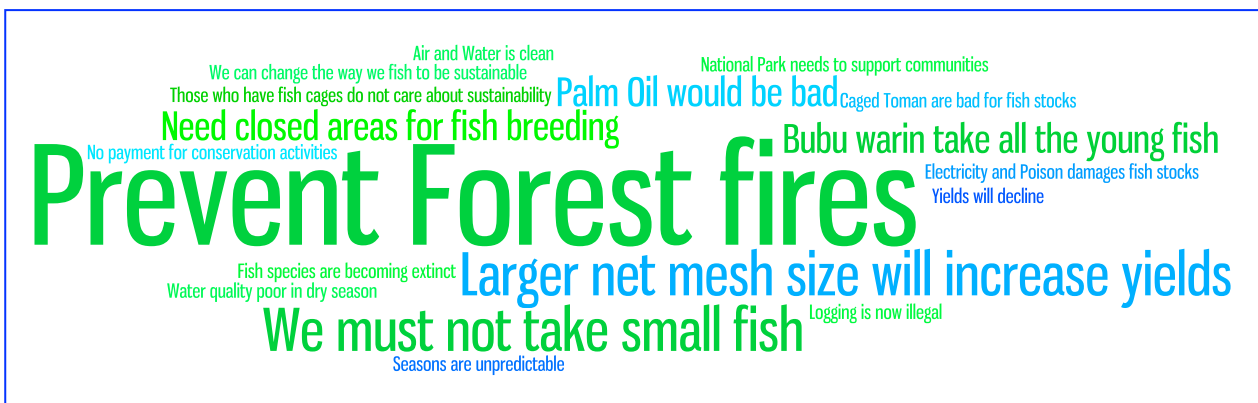 Air and Water is clean
National Park needs to support communities
We can change the way we fish to be sustainable
Those who have fish cages do not care about sustainability
Palm Oil would be bad
Caged Toman are bad for fish stocks
Need closed areas for fish breeding
Bubu warin take all the young fish
No payment for conservation activities
Prevent Forest fires
Electricity and Poison damages fish stocks
Yields will decline
Fish species are becoming extinct
Larger net mesh size will increase yields
Water quality poor in dry season
We must not take small fish
Logging is now illegal
Seasons are unpredictable